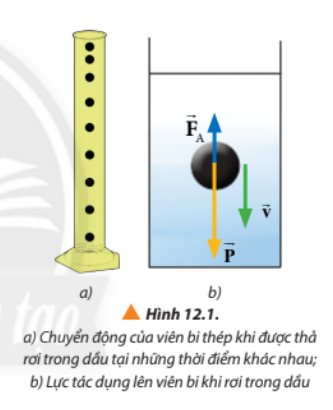 F⃗A
v⃗
P⃗
a)
b)
Hình 12.1.
a) Chuyển động của viên bi thép khi được thả
rơi trong dầu tại những thời điểm khác nhau;
b) Lực tác dụng lên viên bi khi rơi trong dầu